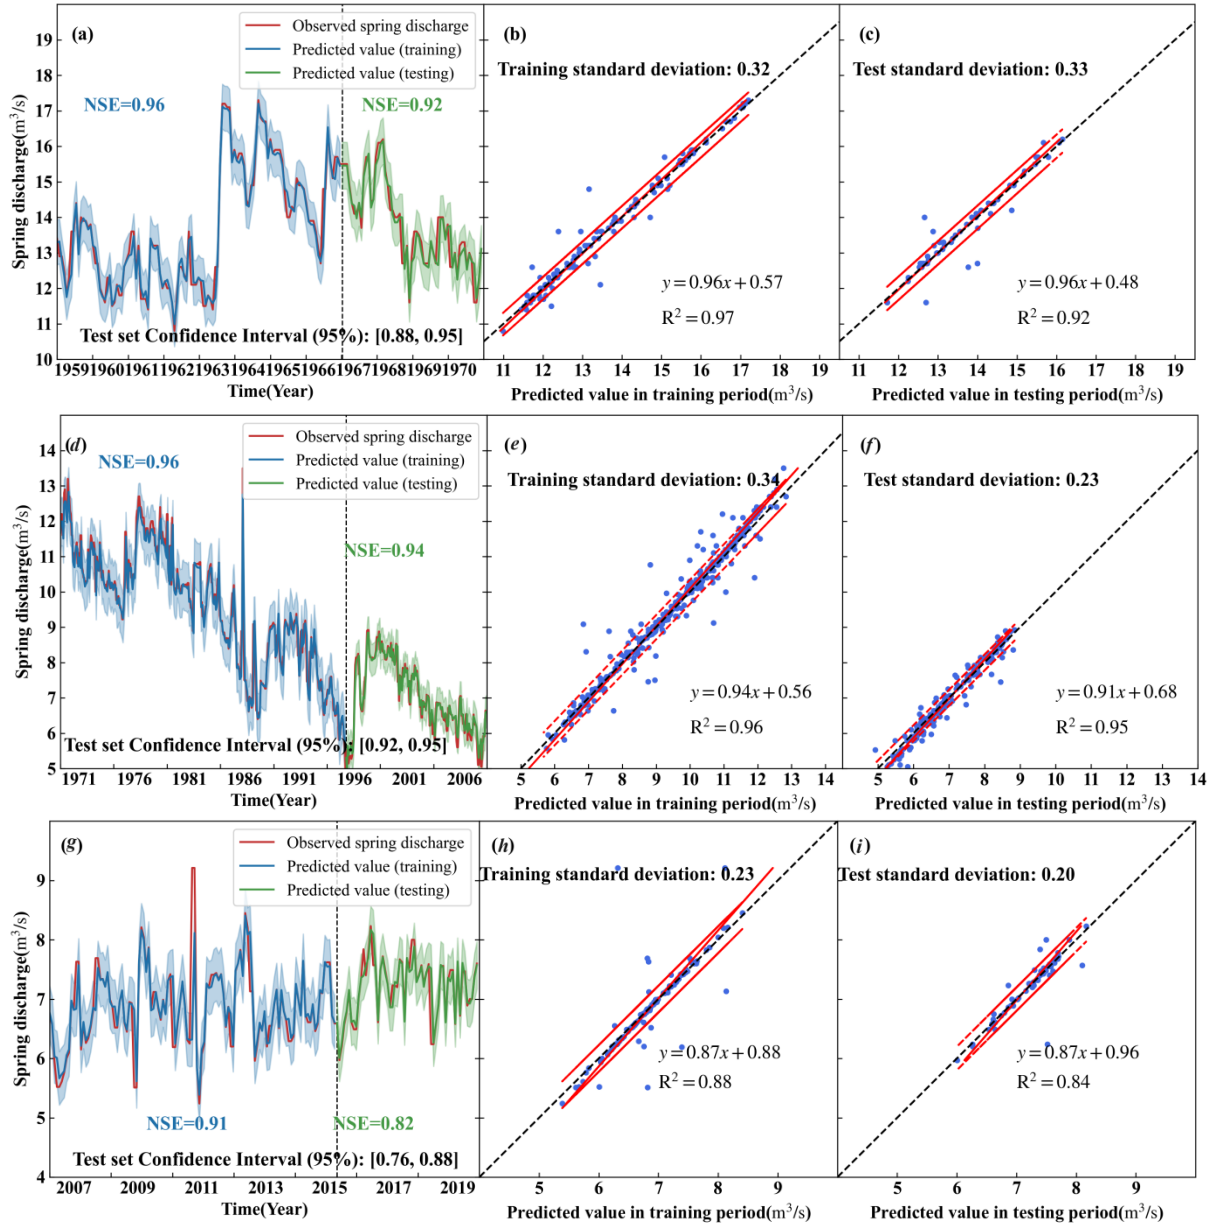 (a)
Observed spring discharge
Predicted value (training)
Predicted value (testing)
NSE=0.96
NSE=0.92
Test set Confidence Interval (95%): [0.88, 0.95]
Spring discharge(m³/s)
19
18
17
16
15
14
13
12
11
10
1959 1960 1961 1962 1963 1964 1965 1966 1967 1968 1969 1970
Time(Year)
(b)
Training standard deviation: 0.32
y=0.96x+0.57
R²=0.97
11 12 13 14 15 16 17 18 19
Predicted value in training period(m³/s)
(c)
Test standard deviation: 0.33
y=0.96x+0.48
R²=0.92
11 12 13 14 15 16 17 18 19
Predicted value in testing period(m³/s)
(d)
Observed spring discharge
Predicted value (training)
Predicted value (testing)
NSE=0.96
NSE=0.94
Test set Confidence Interval (95%): [0.92, 0.95]
Spring discharge(m³/s)
14
13
12
11
10
9
8
7
6
5
1971 1976 1981 1986 1991 1996 2001 2006
Time(Year)
(e)
Training standard deviation: 0.34
y=0.94x+0.56
R²=0.96
5 6 7 8 9 10 11 12 13 14
Predicted value in training period(m³/s)
(f)
Test standard deviation: 0.23
y=0.91x+0.68
R²=0.95
5 6 7 8 9 10 11 12 13 14
Predicted value in testing period(m³/s)
(g)
Observed spring discharge
Predicted value (training)
Predicted value (testing)
NSE=0.91
NSE=0.82
Test set Confidence Interval (95%): [0.76, 0.88]
Spring discharge(m³/s)
9
8
7
6
5
4
2007 2009 2011 2013 2015 2017 2019
Time(Year)
(h)
Training standard deviation: 0.23
y=0.87x+0.88
R²=0.88
5 6 7 8 9
Predicted value in training period(m³/s)
(i)
Test standard deviation: 0.20
y=0.87x+0.96
R²=0.84
4 5 6 7 8 9
Predicted value in testing period(m³/s)